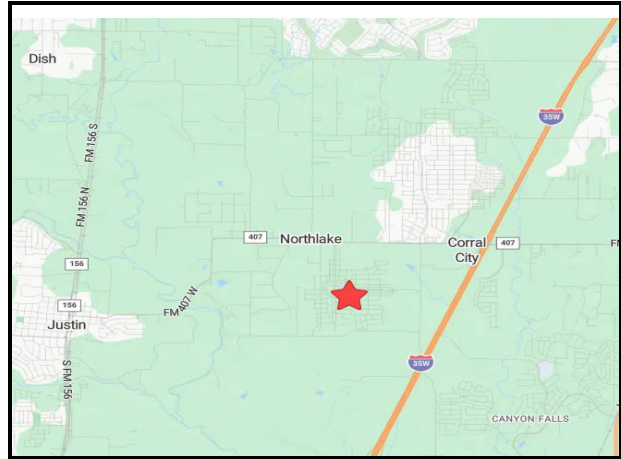 Dish
35W
FM 156 S
FM 156 N
407
Northlake
Corral
City
407
156
156
FM 407 W
Justin
35W
S FM 156
CANYON FALLS